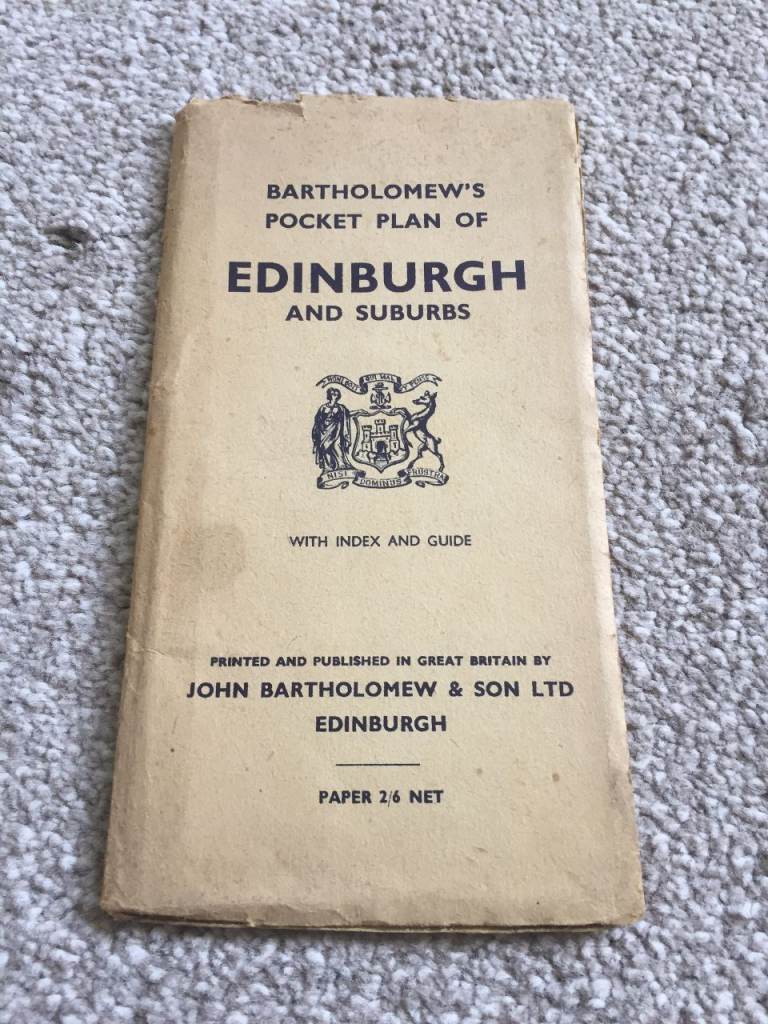 BARTHOLOMEW'S
POCKET PLAN OF
EDINBURGH
AND SUBURBS
NISI DOMINUS FRUSTRA
WITH INDEX AND GUIDE
PRINTED AND PUBLISHED IN GREAT BRITAIN BY
JOHN BARTHOLOMEW & SON LTD
EDINBURGH
PAPER 2/6 NET